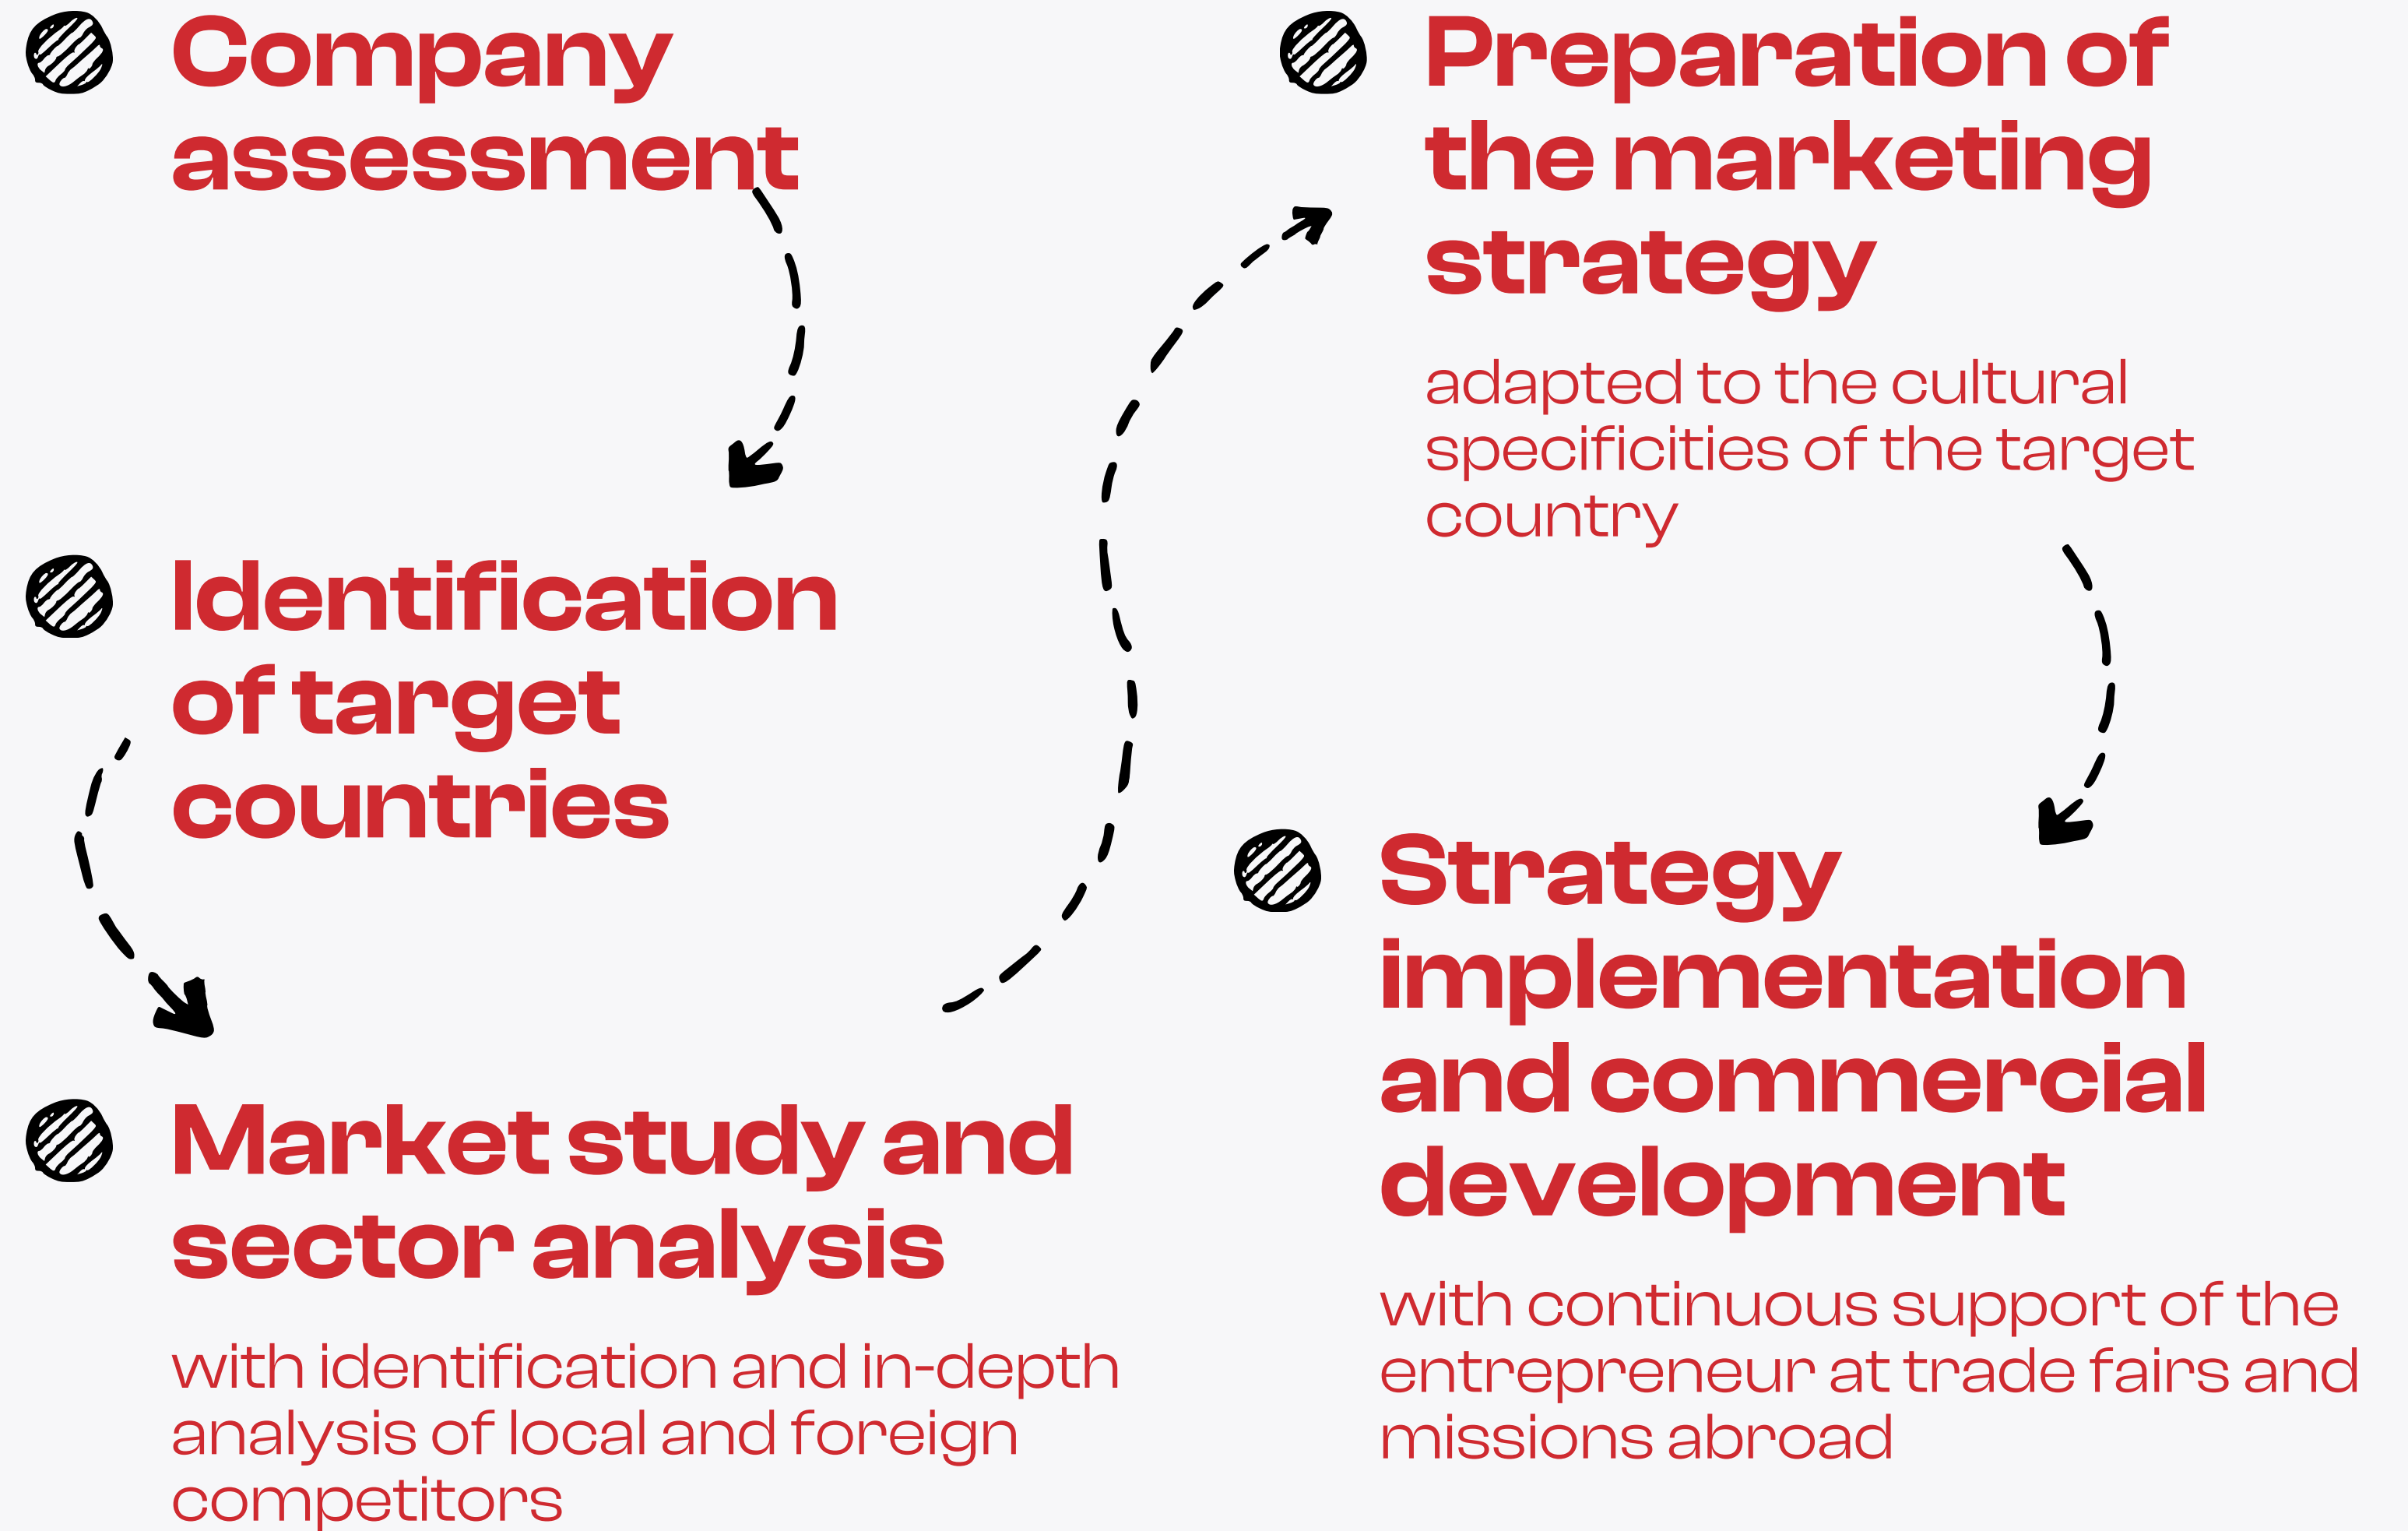 Company
assessment
Identification
of target
countries
Market study and
sector analysis
with identification and in-depth
analysis of local and foreign
competitors
Preparation of
the marketing
strategy
adapted to the cultural
specificities of the target
country
Strategy
implementation
and commercial
development
with continuous support of the
entrepreneur at trade fairs and
missions abroad